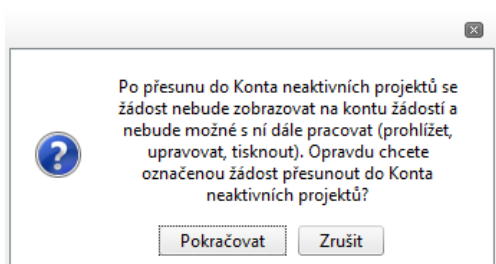 Po přesunu do Konta neaktivních projektů se
žádost nebude zobrazovat na kontu žádostí a
nebude možné s ní dále pracovat (prohlížet,
upravovat, tisknout). Opravdu chcete
označenou žádost přesunout do Konta
neaktivních projektů?
Pokračovat
Zrušit